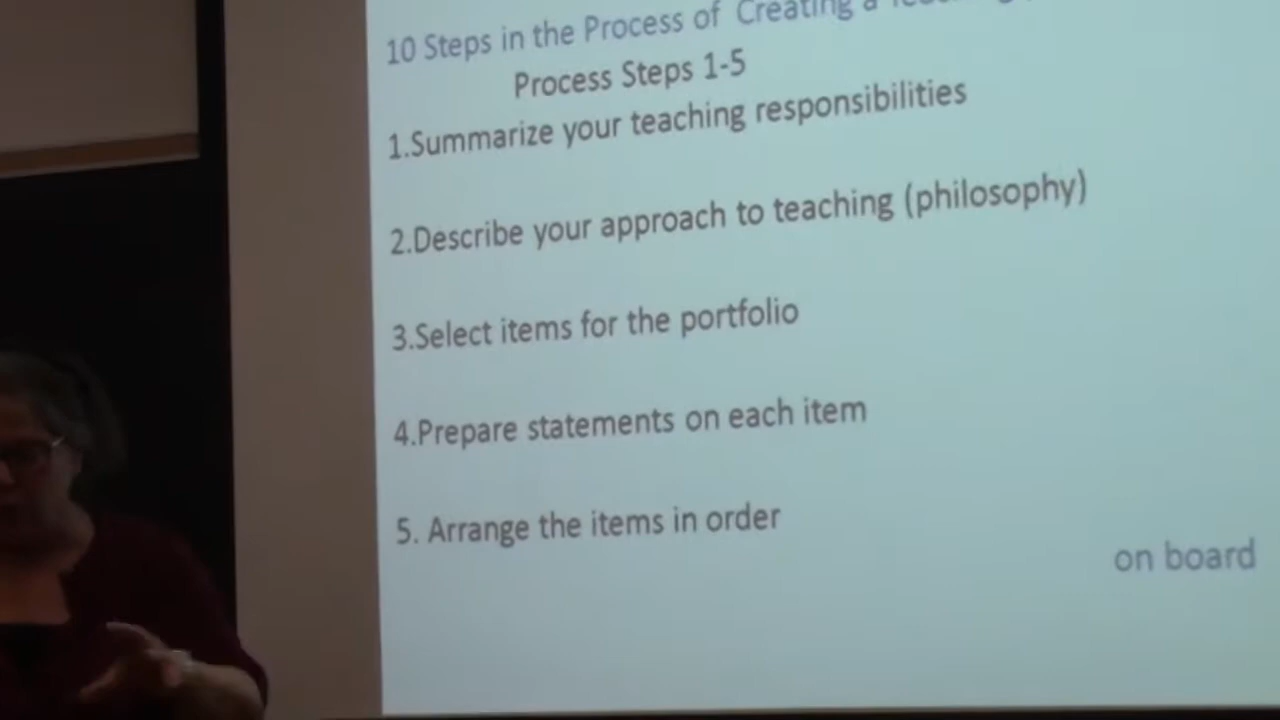 10 Steps in the Process of Creating a
Process Steps 1-5
1.Summarize your teaching responsibilities
2.Describe your approach to teaching (philosophy)
3.Select items for the portfolio
4.Prepare statements on each item
5. Arrange the items in order
on board